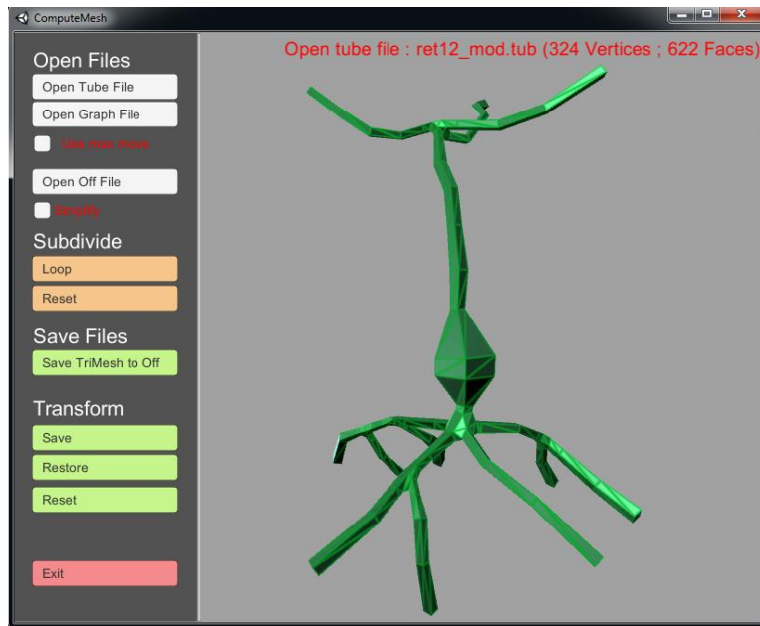 ComputeMesh
Open tube file : ret12_mod.tub (324 Vertices ; 622 Faces)
Open Files
Open Tube File
Open Graph File
Use max move
Open Off File
Simplify
Subdivide
Loop
Reset
Save Files
Save TriMesh to Off
Transform
Save
Restore
Reset
Exit